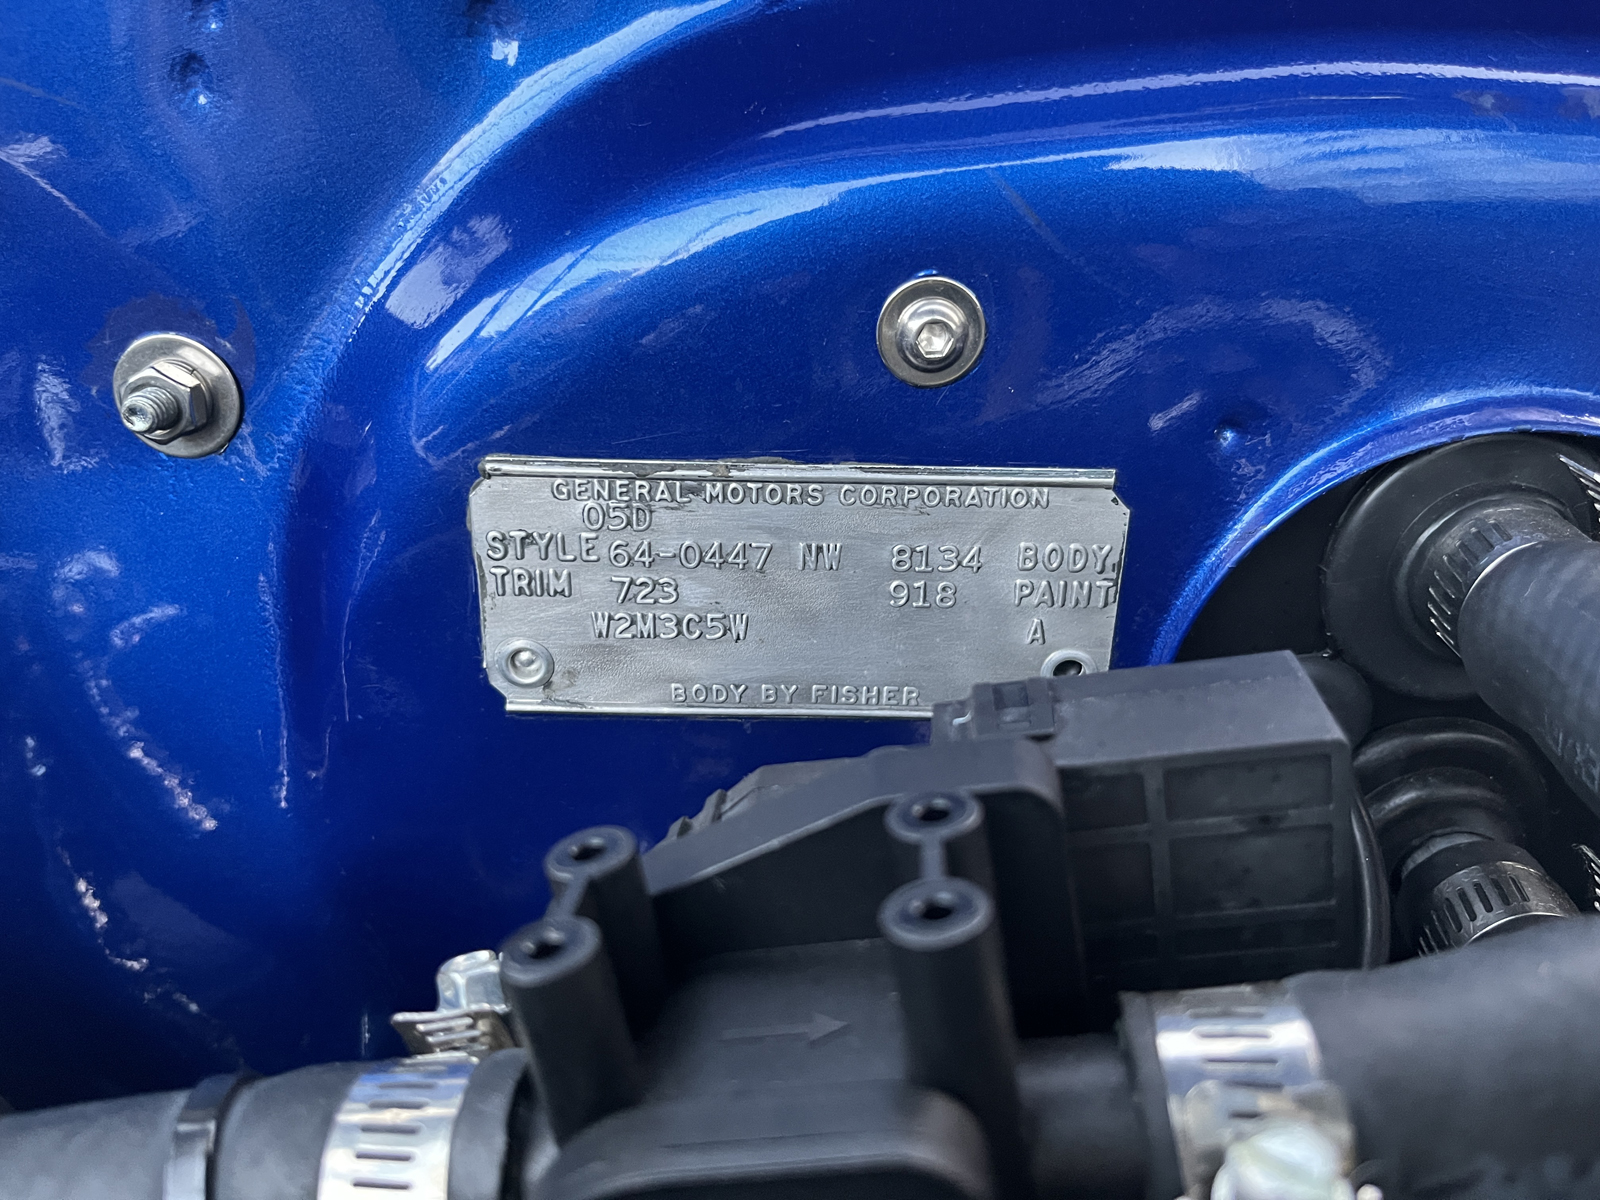 GENERAL MOTORS CORPORATION
05D
STYLE 64-0447 NW 8134 BODY
TRIM 723 918 PAINT
W2M3C5W A
BODY BY FISHER